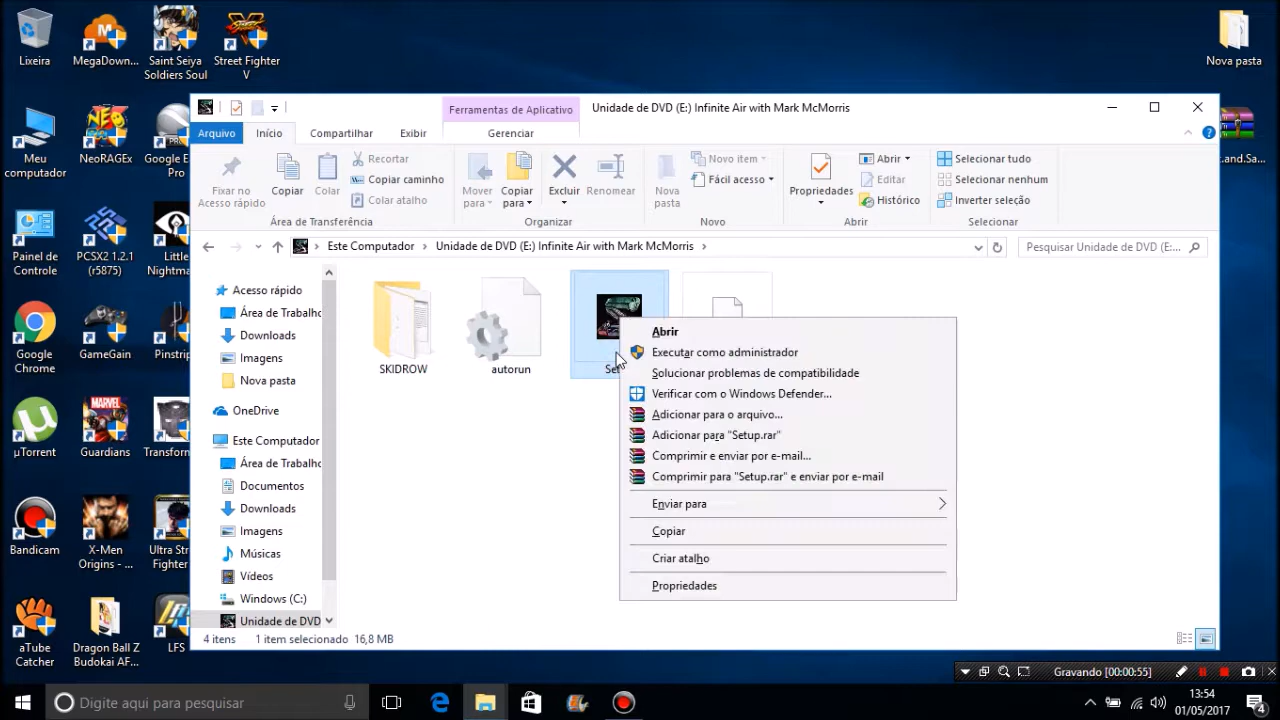 Lixeira
MegaDown...
Saint Seiya
Soldiers Soul
Street Fighter
V
Nova pasta
Meu
computador
NeoRAGEx
Google E...
Pro
...and.Sa...
Painel de
Controle
PCSX2 1.2.1
(r5875)
Little
Nightma
Google
Chrome
GameGain
Pinstrip
µTorrent
Guardians
Transform
Bandicam
X-Men
Origins - ...
Ultra Str
Fighter
aTube
Catcher
Dragon Ball Z
Budokai AF...
LFS
Ferramentas de Aplicativo
Unidade de DVD (E:) Infinite Air with Mark McMorris
Arquivo
Início
Compartilhar
Exibir
Gerenciar
Fixar no
Acesso rápido
Copiar
Colar
Recortar
Copiar caminho
Colar atalho
Área de Transferência
Mover
para
Copiar
para
Excluir
Renomear
Organizar
Nova
pasta
Novo item
Fácil acesso
Novo
Propriedades
Abrir
Editar
Histórico
Abrir
Selecionar tudo
Selecionar nenhum
Inverter seleção
Selecionar
Este Computador
Unidade de DVD (E:) Infinite Air with Mark McMorris
Pesquisar Unidade de DVD (E:...
Acesso rápido
Área de Trabalho
Downloads
Imagens
Nova pasta
OneDrive
Este Computador
Área de Trabalho
Documentos
Downloads
Imagens
Músicas
Vídeos
Windows (C:)
Unidade de DVD
SKIDROW
autorun
Set
Abrir
Executar como administrador
Solucionar problemas de compatibilidade
Verificar com o Windows Defender...
Adicionar para o arquivo...
Adicionar para "Setup.rar"
Comprimir e enviar por e-mail...
Comprimir para "Setup.rar" e enviar por e-mail
Enviar para
Copiar
Criar atalho
Propriedades
4 itens
1 item selecionado 16,8 MB
Gravando [00:00:55]
Digite aqui para pesquisar
13:54
01/05/2017
4